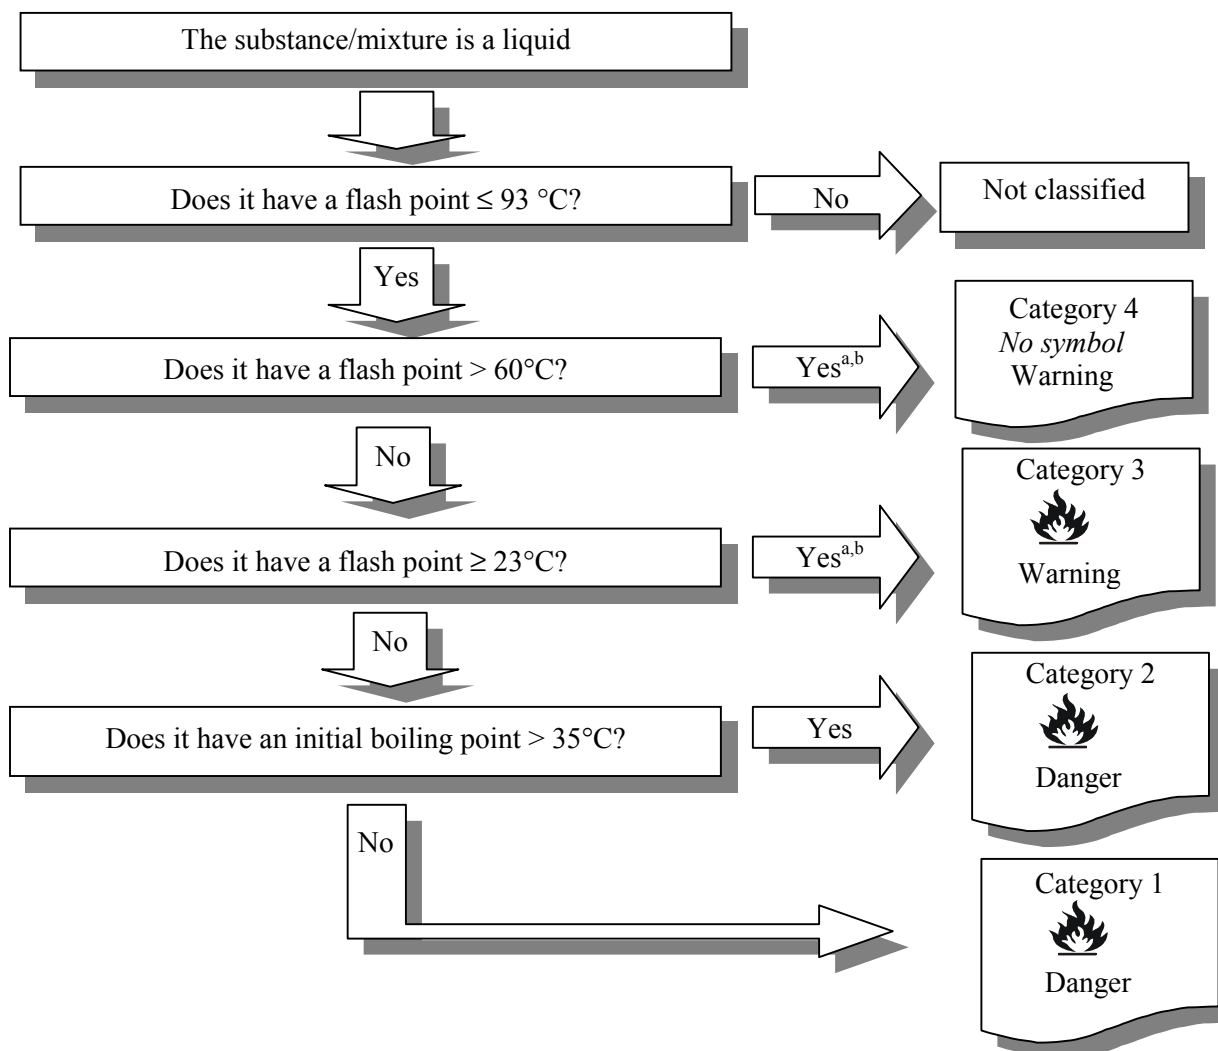 The substance/mixture is a liquid
Does it have a flash point ≤ 93 °C?
No
Not classified
Yes
Does it have a flash point > 60°C?
Yesa,b
Category 4
No symbol
Warning
No
Does it have a flash point ≥ 23°C?
Yesa,b
Category 3
Warning
No
Does it have an initial boiling point > 35°C?
Yes
Category 2
Danger
No
Category 1
Danger